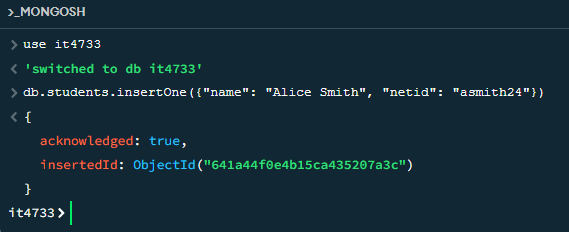 >_MONGOSH
> use it4733
< 'switched to db it4733'
> db.students.insertOne({"name": "Alice Smith", "netid": "asmith24"})
< {
acknowledged: true,
insertedId: ObjectId("641a44f0e4b15ca435207a3c")
}
it4733>